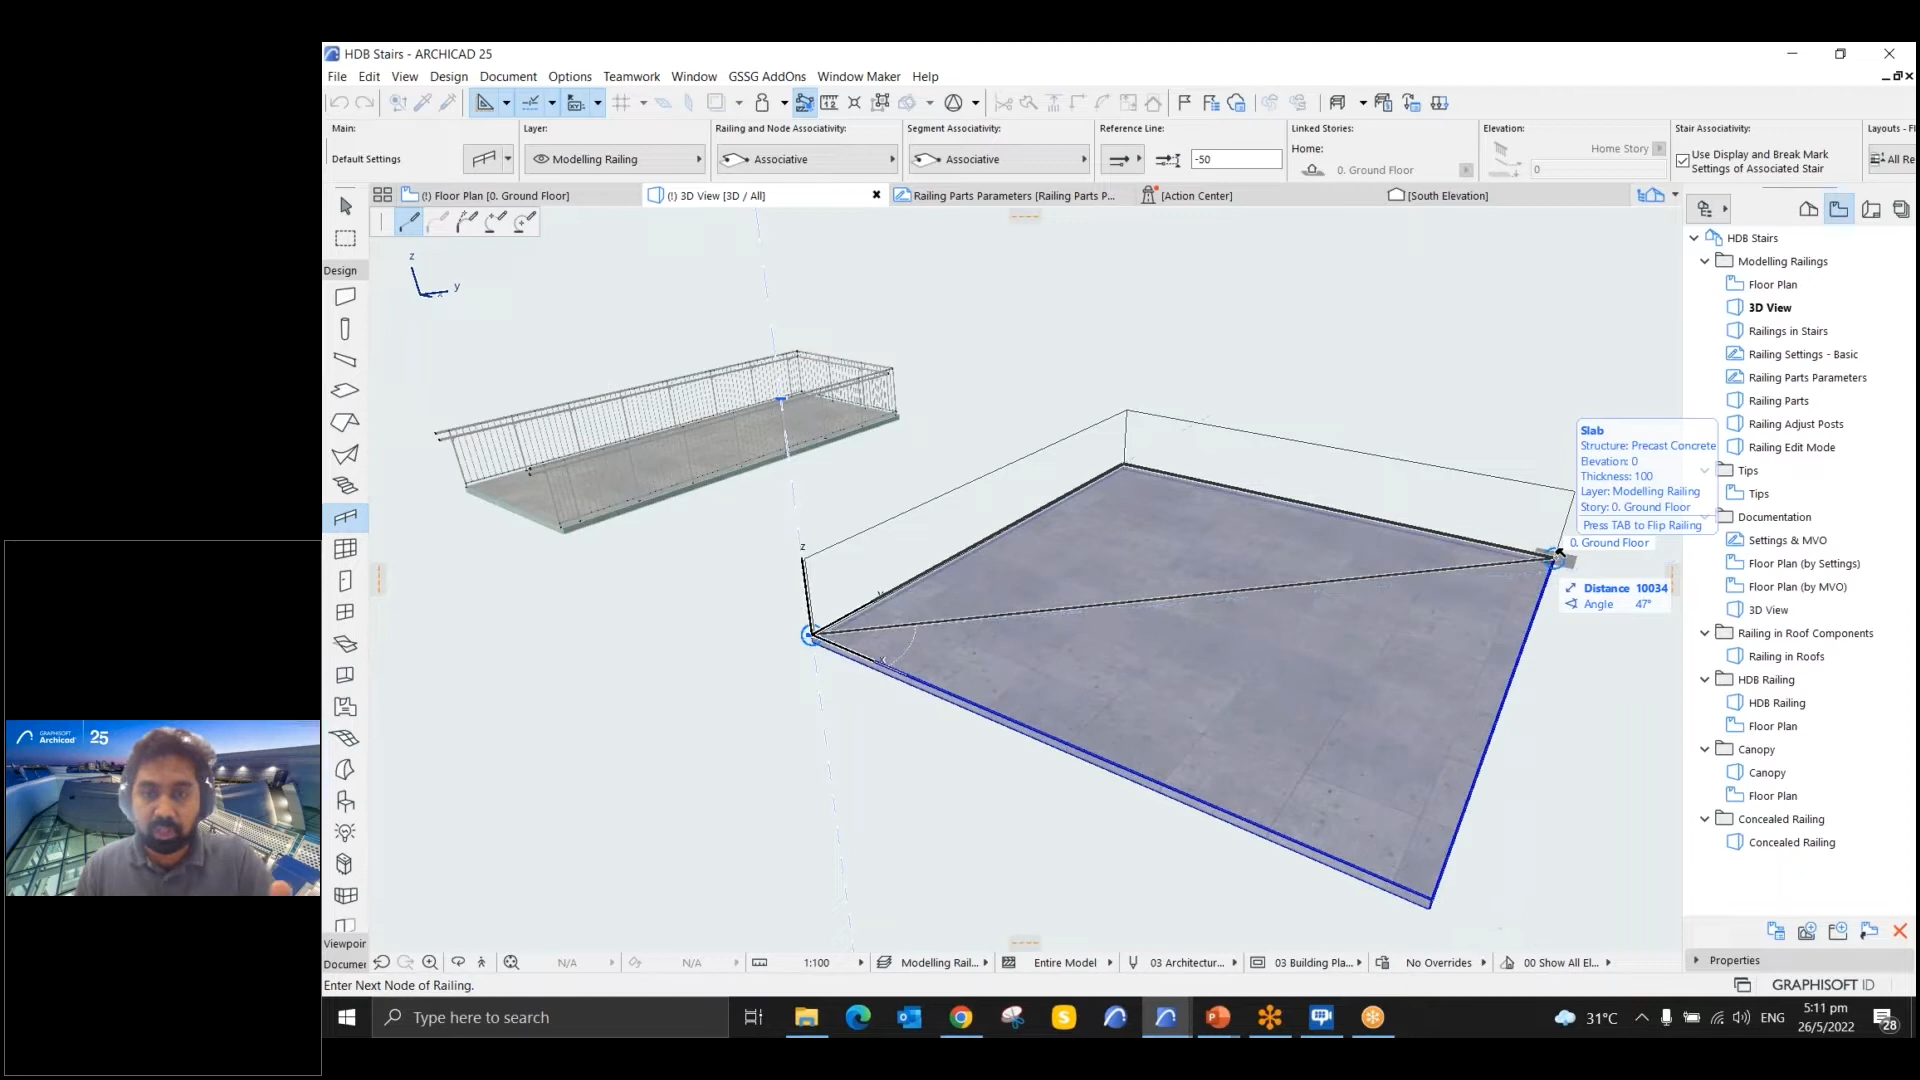 HDB Stairs - ARCHICAD 25
File Edit View Design Document Options Teamwork Window GSSG AddOns Window Maker Help
Main:
Default Settings
Layer:
Modelling Railing
Railing and Node Associativity:
Associative
Segment Associativity:
Associative
Reference Line:
-50
Linked Stories:
Home:
0. Ground Floor
Elevation:
Home Story
0
Stair Associativity:
Use Display and Break Mark
Settings of Associated Stair
Layouts - Fl
All Re
(!) Floor Plan [0. Ground Floor]
(!) 3D View [3D / All]
Railing Parts Parameters [Railing Parts P...
[Action Center]
[South Elevation]
Design
z
y
HDB Stairs
Modelling Railings
Floor Plan
3D View
Railings in Stairs
Railing Settings - Basic
Railing Parts Parameters
Railing Parts
Railing Adjust Posts
Railing Edit Mode
Tips
Tips
Documentation
Settings & MVO
Floor Plan (by Settings)
Floor Plan (by MVO)
3D View
Railing in Roof Components
Railing in Roofs
HDB Railing
HDB Railing
Floor Plan
Canopy
Canopy
Floor Plan
Concealed Railing
Concealed Railing
Slab
Structure: Precast Concrete
Elevation: 0
Thickness: 100
Layer: Modelling Railing
Story: 0. Ground Floor
Press TAB to Flip Railing
0. Ground Floor
Distance 10034
Angle 47°
z
x
GRAPHISOFT
Archicad 25
Viewpoir
Documer
N/A
N/A
1:100
Modelling Rail...
Entire Model
03 Architectur...
03 Building Pla...
No Overrides
00 Show All El...
Properties
Enter Next Node of Railing.
GRAPHISOFT ID
Type here to search
31°C
ENG
5:11 pm
26/5/2022
28